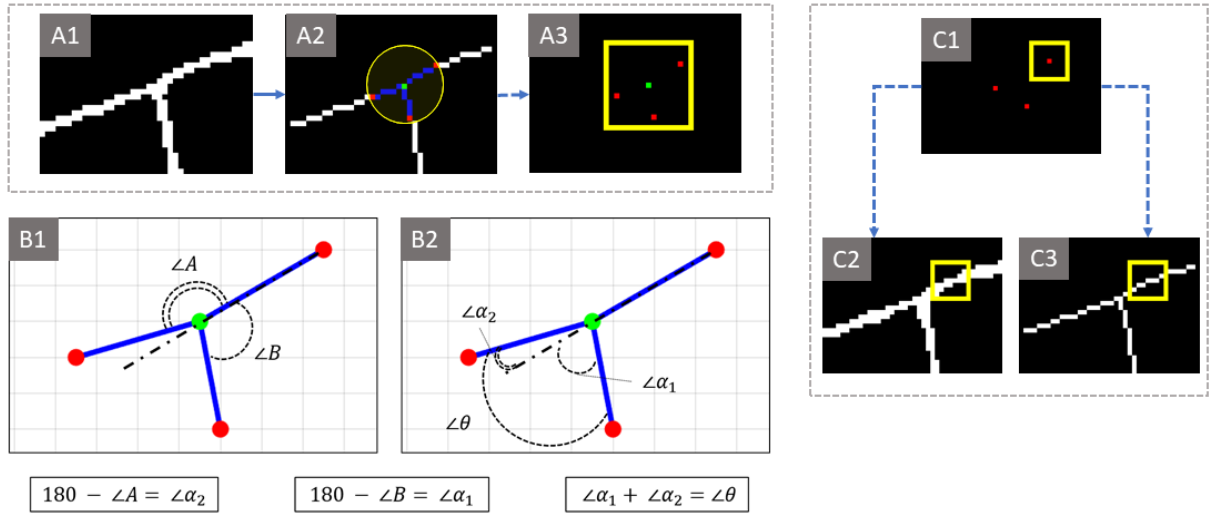 A1
A2
A3
C1
B1
∠A
∠B
B2
∠α₂
∠α₁
∠θ
C2
C3
180 − ∠A = ∠α₂
180 − ∠B = ∠α₁
∠α₁ + ∠α₂ = ∠θ